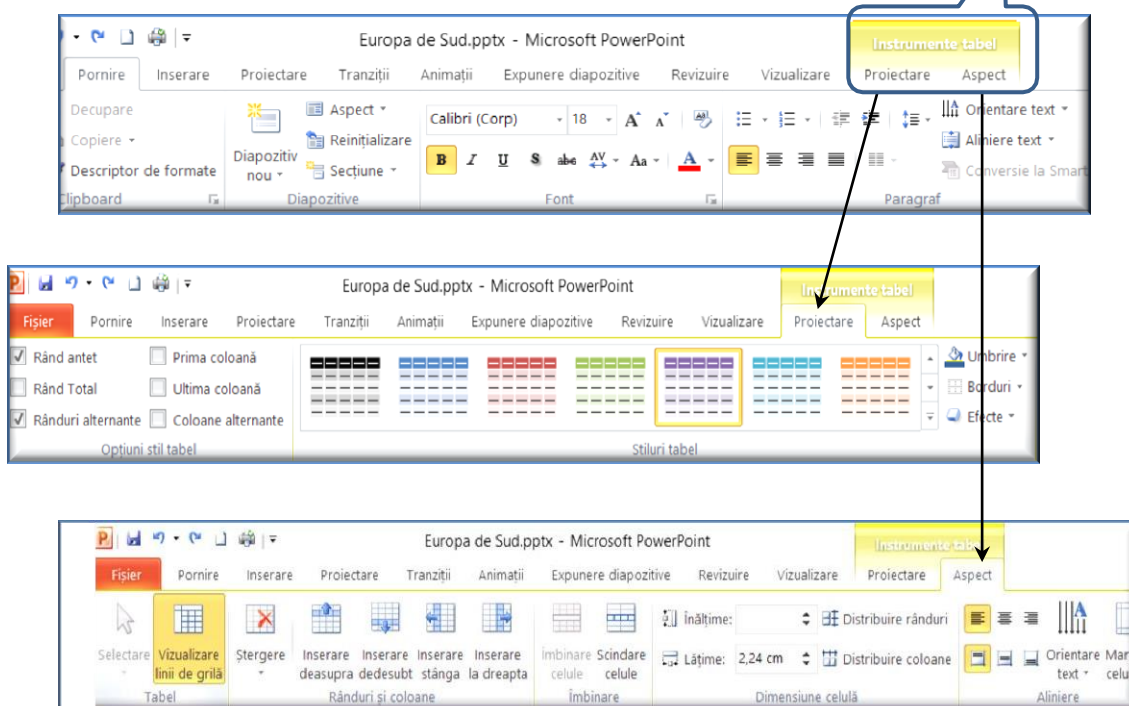 Europa de Sud.pptx - Microsoft PowerPoint
Instrumente tabel
Pornire Inserare Proiectare Tranziții Animații Expunere diapozitive Revizuire Vizualizare Proiectare Aspect
Decupare
Copiere
Descriptor de formate
Clipboard
Diapozitiv
nou
Aspect
Reinițializare
Secțiune
Diapozitive
Calibri (Corp) 18 A A
B I U S abc AV Aa A
Font
Orientare text
Aliniere text
Conversie la Smart
Paragraf
Europa de Sud.pptx - Microsoft PowerPoint
Instrumente tabel
Fișier Pornire Inserare Proiectare Tranziții Animații Expunere diapozitive Revizuire Vizualizare Proiectare Aspect
Rând antet Prima coloană
Rând Total Ultima coloană
Rânduri alternante Coloane alternante
Opțiuni stil tabel
Stiluri tabel
Umbrire
Borduri
Efecte
Europa de Sud.pptx - Microsoft PowerPoint
Instrumente tabel
Fișier Pornire Inserare Proiectare Tranziții Animații Expunere diapozitive Revizuire Vizualizare Proiectare Aspect
Selectare
Vizualizare
linii de grilă
Tabel
Ștergere
Inserare
deasupra
Inserare
dedesubt
Inserare
stânga
Inserare
la dreapta
Rânduri și coloane
Îmbinare
celule
Scindare
celule
Îmbinare
Înălțime: Distribuire rânduri
Lățime: 2,24 cm Distribuire coloane
Dimensiune celulă
Orientare
text
Mar
celu
Aliniere